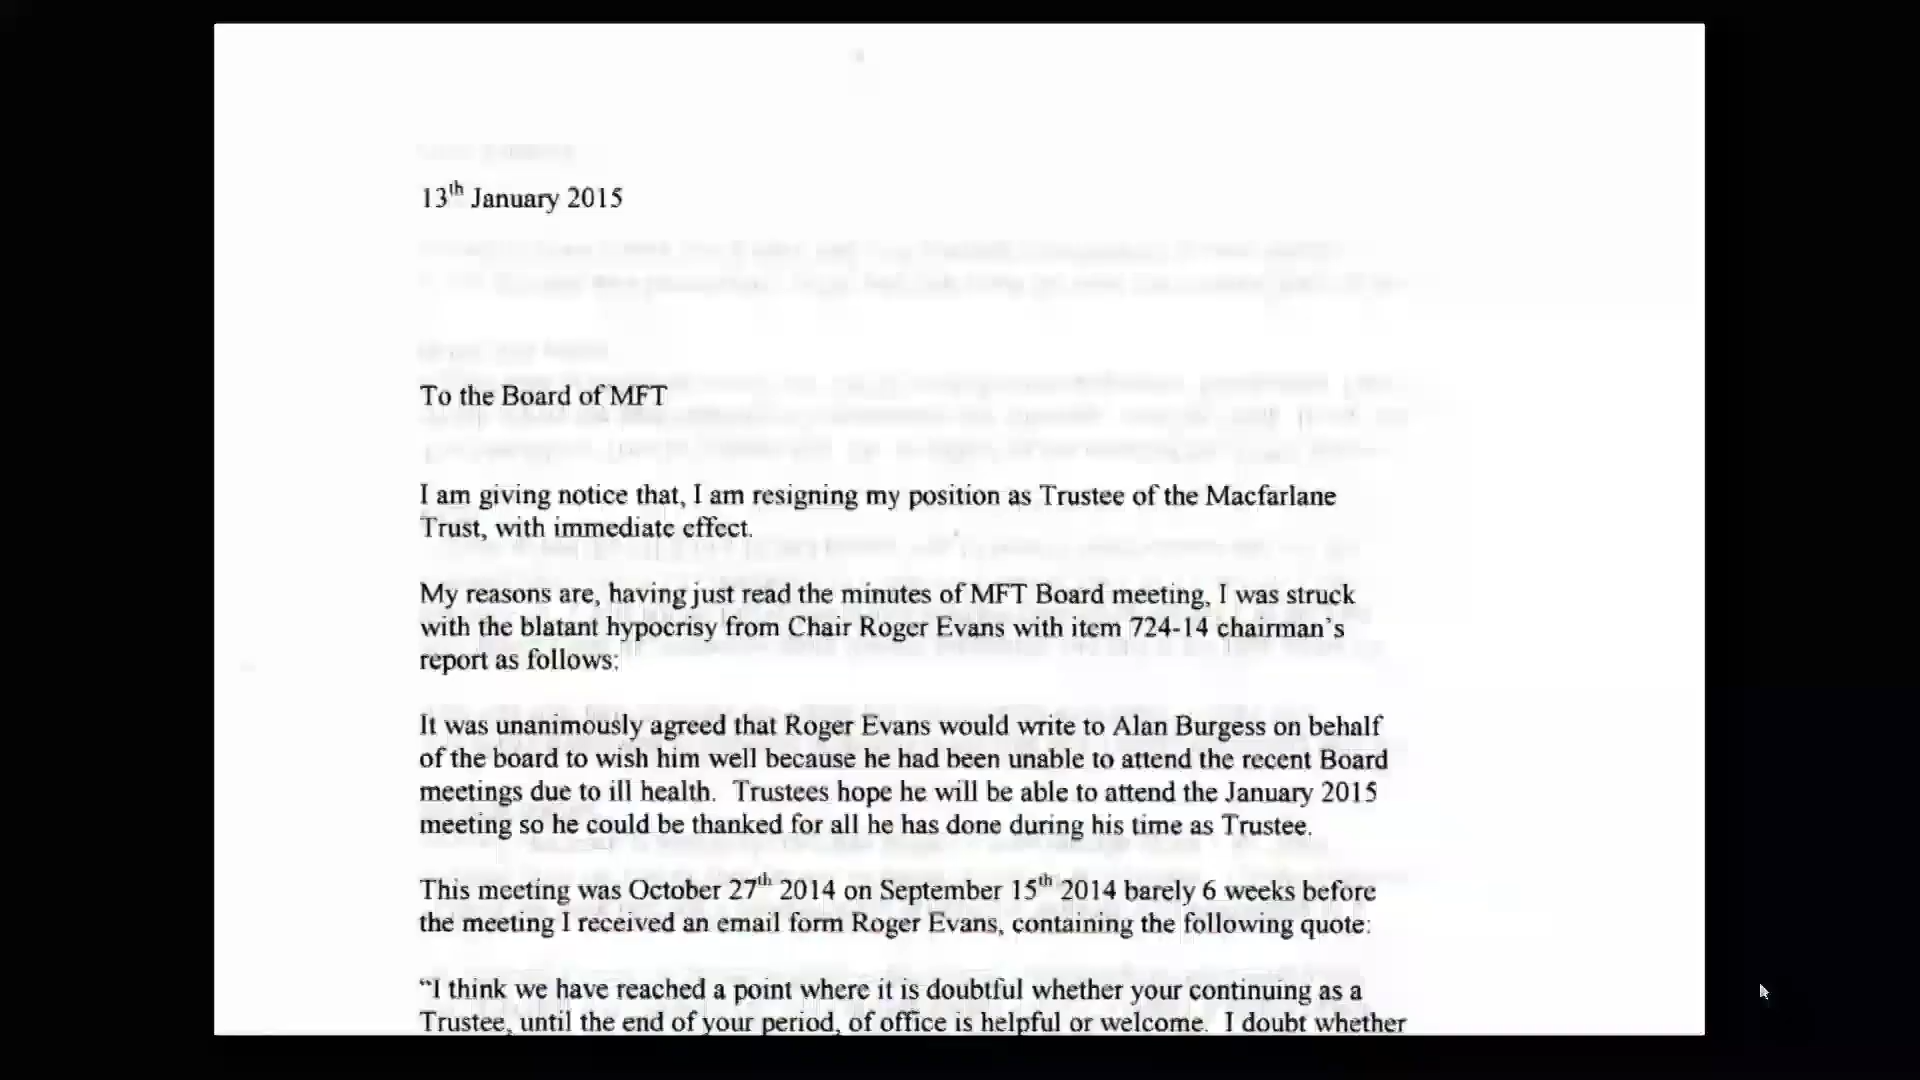 13th January 2015
To the Board of MFT
I am giving notice that, I am resigning my position as Trustee of the Macfarlane
Trust, with immediate effect.
My reasons are, having just read the minutes of MFT Board meeting, I was struck
with the blatant hypocrisy from Chair Roger Evans with item 724-14 chairman's
report as follows:
It was unanimously agreed that Roger Evans would write to Alan Burgess on behalf
of the board to wish him well because he had been unable to attend the recent Board
meetings due to ill health. Trustees hope he will be able to attend the January 2015
meeting so he could be thanked for all he has done during his time as Trustee.
This meeting was October 27th 2014 on September 15th 2014 barely 6 weeks before
the meeting I received an email form Roger Evans, containing the following quote:
"I think we have reached a point where it is doubtful whether your continuing as a
Trustee, until the end of your period, of office is helpful or welcome. I doubt whether